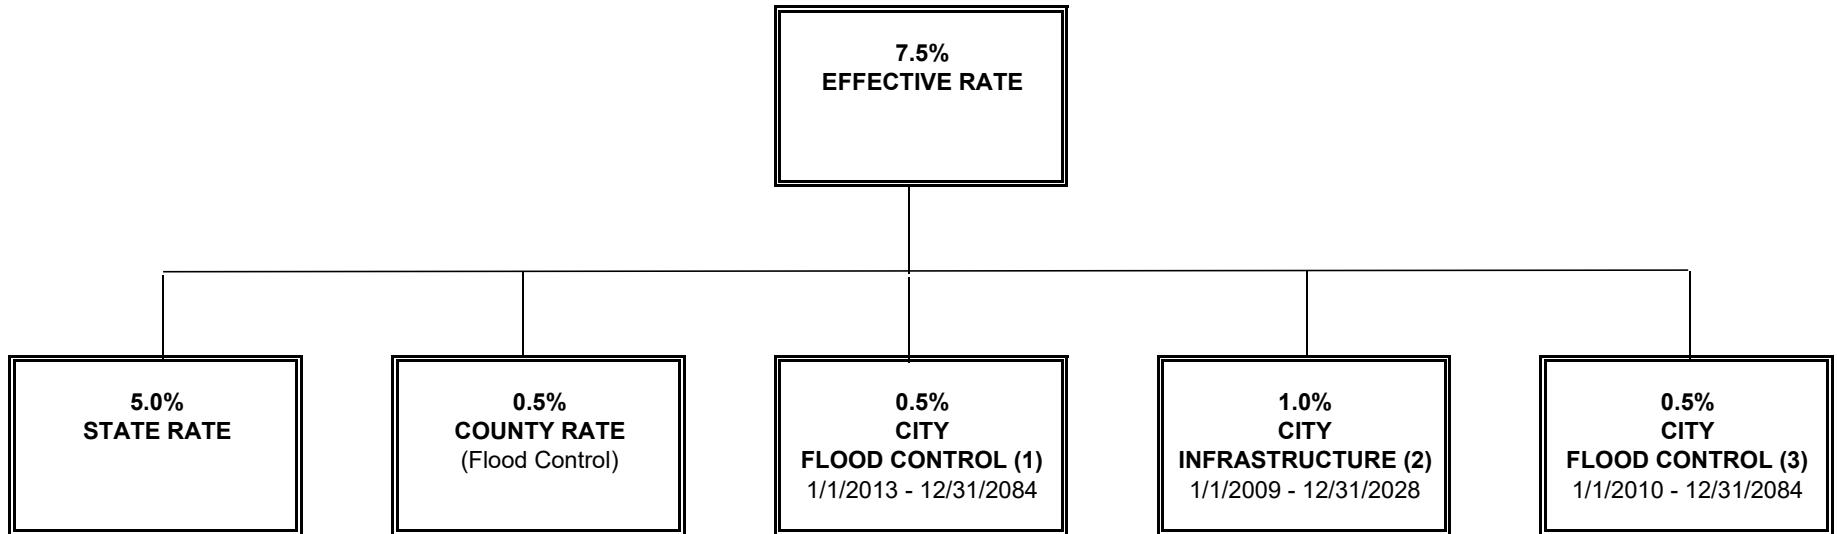 7.5%
EFFECTIVE RATE
5.0%
STATE RATE
0.5%
COUNTY RATE
(Flood Control)
0.5%
CITY
FLOOD CONTROL (1)
1/1/2013 - 12/31/2084
1.0%
CITY
INFRASTRUCTURE (2)
1/1/2009 - 12/31/2028
0.5%
CITY
FLOOD CONTROL (3)
1/1/2010 - 12/31/2084